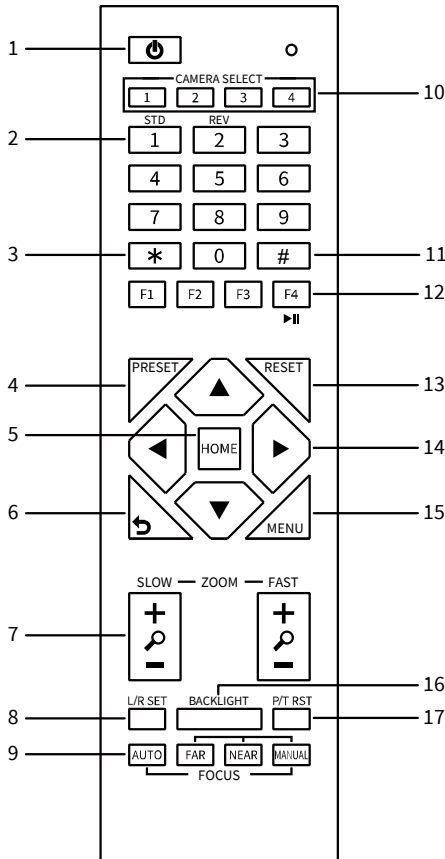 1
CAMERA SELECT
1 2 3 4 10
STD REV
2 1 2 3
4 5 6
7 8 9
3 * 0 # 11
F1 F2 F3 F4 12
4 PRESET RESET 13
5 HOME 14
6 MENU 15
SLOW ZOOM FAST
7 + +
− −
16
L/R SET BACKLIGHT P/T RST
8 17
9 AUTO FAR NEAR MANUAL
FOCUS